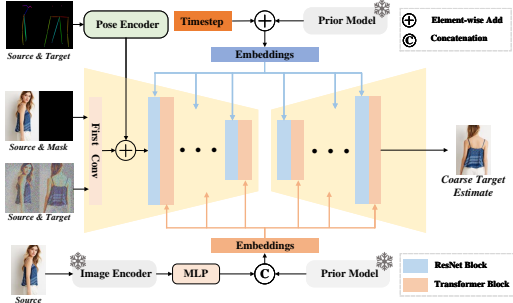 Pose Encoder
Timestep
Prior Model
Element-wise Add
Concatenation
Source & Target
Embeddings
First Conv
Source & Mask
Coarse Target
Estimate
Source & Target
Embeddings
Image Encoder
MLP
C
Prior Model
ResNet Block
Transformer Block
Source